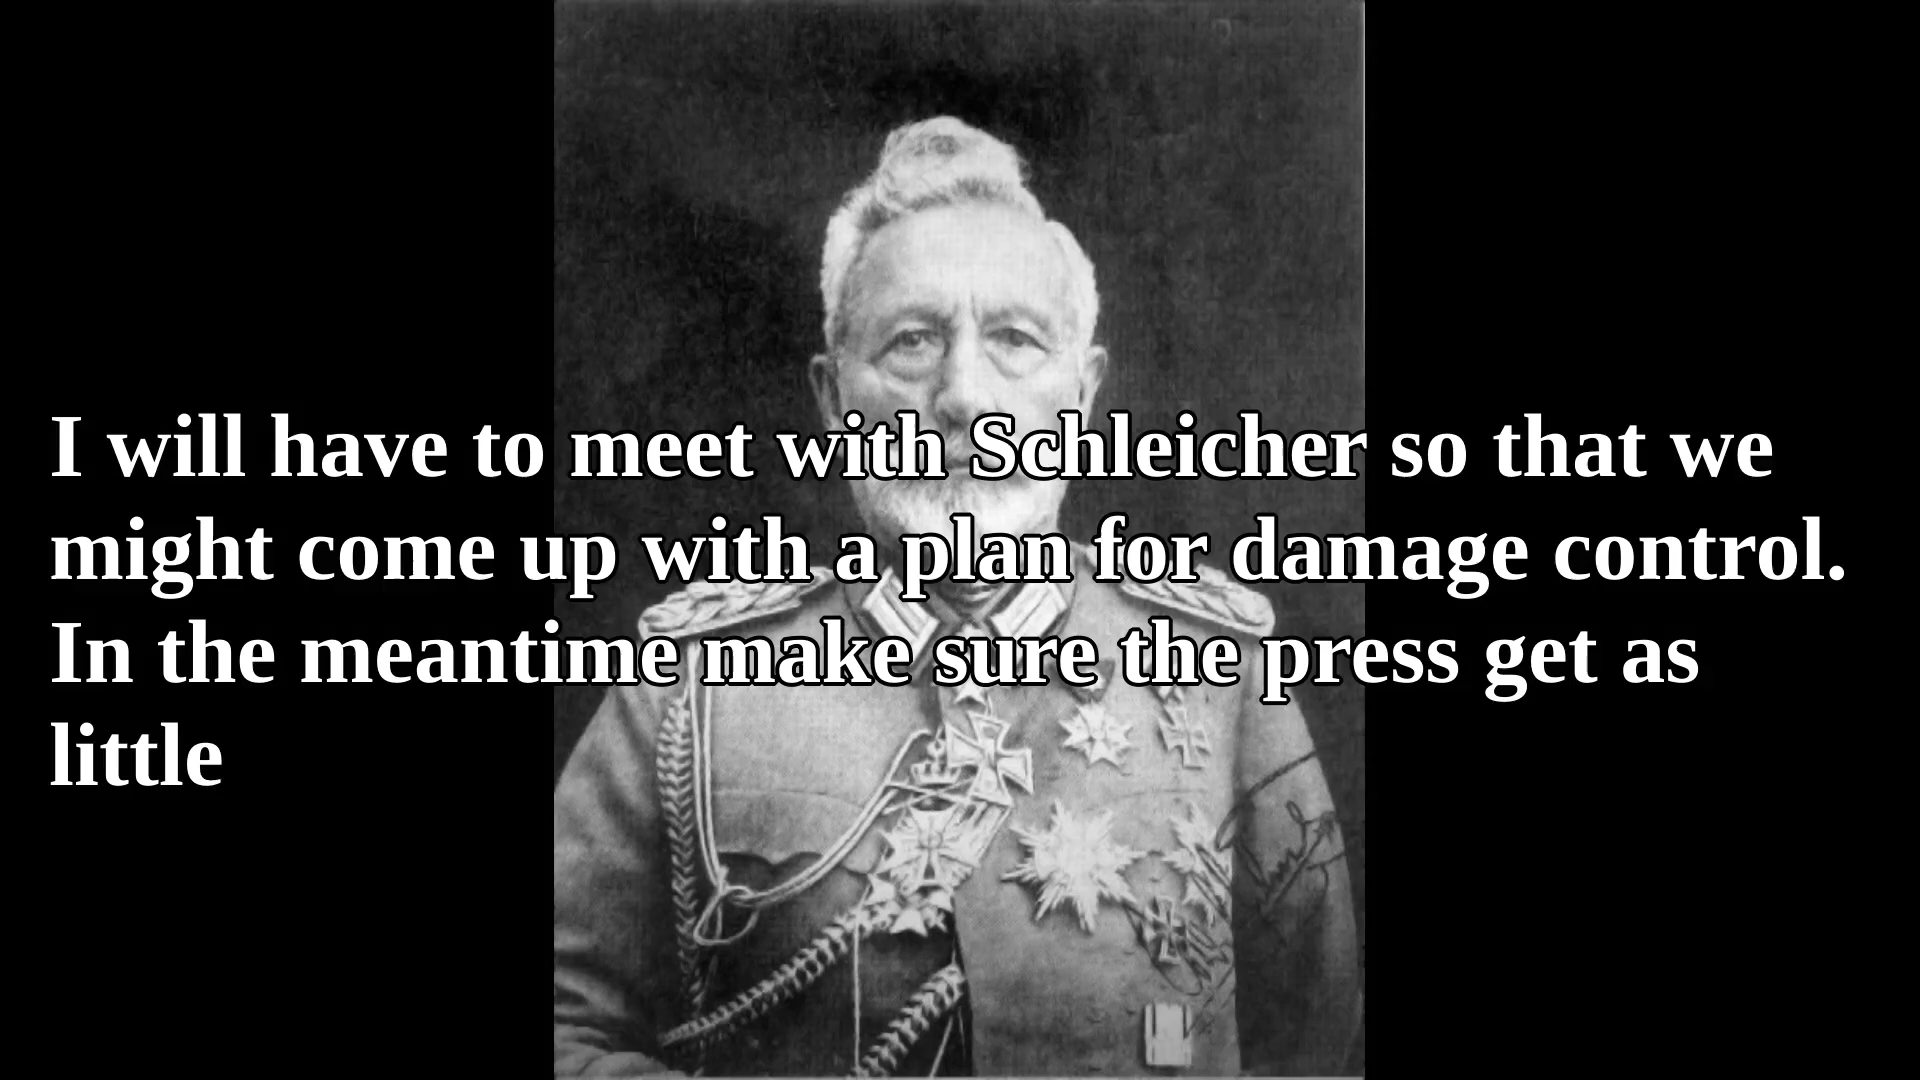 I will have to meet with Schleicher so that we
might come up with a plan for damage control.
In the meantime make sure the press get as
little